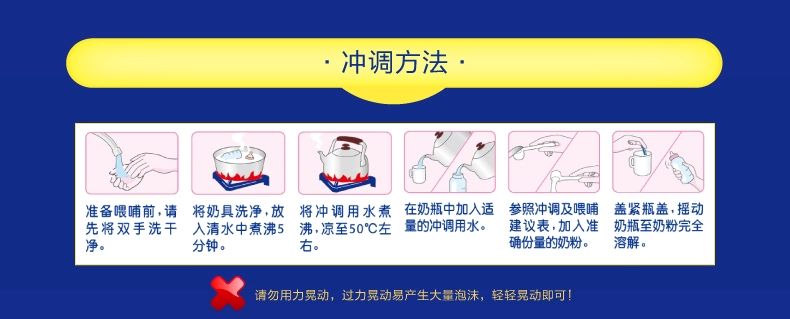 ·冲调方法·
准备喂哺前,请
先将双手洗干
净。
将奶具洗净,放
入清水中煮沸5
分钟。
将冲调用水煮
沸,凉至50℃左
右。
在奶瓶中加入适
量的冲调用水。
参照冲调及喂哺
建议表,加入准
确份量的奶粉。
盖紧瓶盖,摇动
奶瓶至奶粉完全
溶解。
请勿用力晃动，过力晃动易产生大量泡沫，轻轻晃动即可！